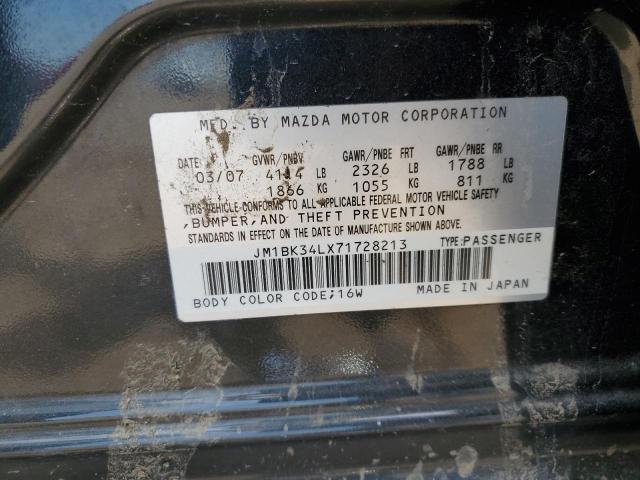 MFD. BY MAZDA MOTOR CORPORATION
DATE GVWR/PNBV GAWR/PNBE FRT GAWR/PNBE RR
03/07 4114 LB 2326 LB 1788 LB
1866 KG 1055 KG 811 KG
THIS VEHICLE CONFORMS TO ALL APPLICABLE FEDERAL MOTOR VEHICLE SAFETY
,BUMPER,AND THEFT PREVENTION
STANDARDS IN EFFECT ON THE DATE OF MANUFACTURE SHOWN ABOVE.
JM1BK34LX71728213 TYPE:PASSENGER
BODY COLOR CODE;16W MADE IN JAPAN